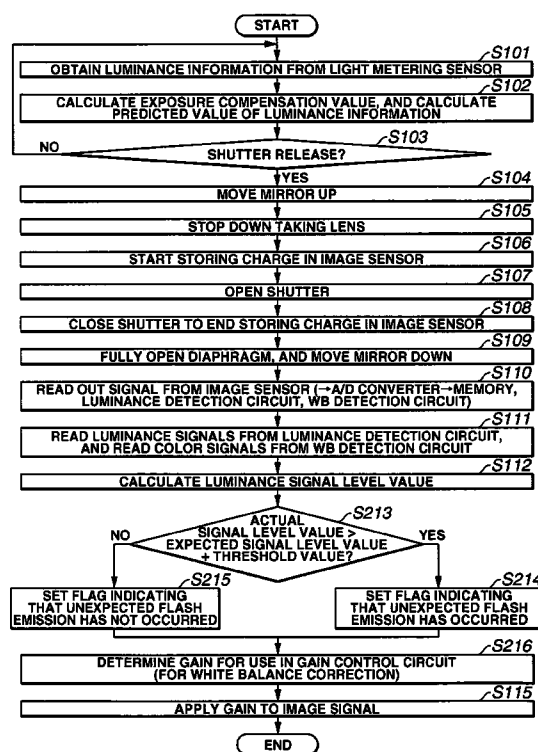 START
S101
OBTAIN LUMINANCE INFORMATION FROM LIGHT METERING SENSOR
S102
CALCULATE EXPOSURE COMPENSATION VALUE, AND CALCULATE
PREDICTED VALUE OF LUMINANCE INFORMATION
S103
NO
SHUTTER RELEASE?
YES
S104
MOVE MIRROR UP
S105
STOP DOWN TAKING LENS
S106
START STORING CHARGE IN IMAGE SENSOR
S107
OPEN SHUTTER
S108
CLOSE SHUTTER TO END STORING CHARGE IN IMAGE SENSOR
S109
FULLY OPEN DIAPHRAGM, AND MOVE MIRROR DOWN
S110
READ OUT SIGNAL FROM IMAGE SENSOR (→A/D CONVERTER→MEMORY,
LUMINANCE DETECTION CIRCUIT, WB DETECTION CIRCUIT)
S111
READ LUMINANCE SIGNALS FROM LUMINANCE DETECTION CIRCUIT,
AND READ COLOR SIGNALS FROM WB DETECTION CIRCUIT
S112
CALCULATE LUMINANCE SIGNAL LEVEL VALUE
S213
NO
ACTUAL
SIGNAL LEVEL VALUE >
EXPECTED SIGNAL LEVEL VALUE
+ THRESHOLD VALUE?
YES
S215
SET FLAG INDICATING
THAT UNEXPECTED FLASH
EMISSION HAS NOT OCCURRED
S214
SET FLAG INDICATING
THAT UNEXPECTED FLASH
EMISSION HAS OCCURRED
S216
DETERMINE GAIN FOR USE IN GAIN CONTROL CIRCUIT
(FOR WHITE BALANCE CORRECTION)
S115
APPLY GAIN TO IMAGE SIGNAL
END